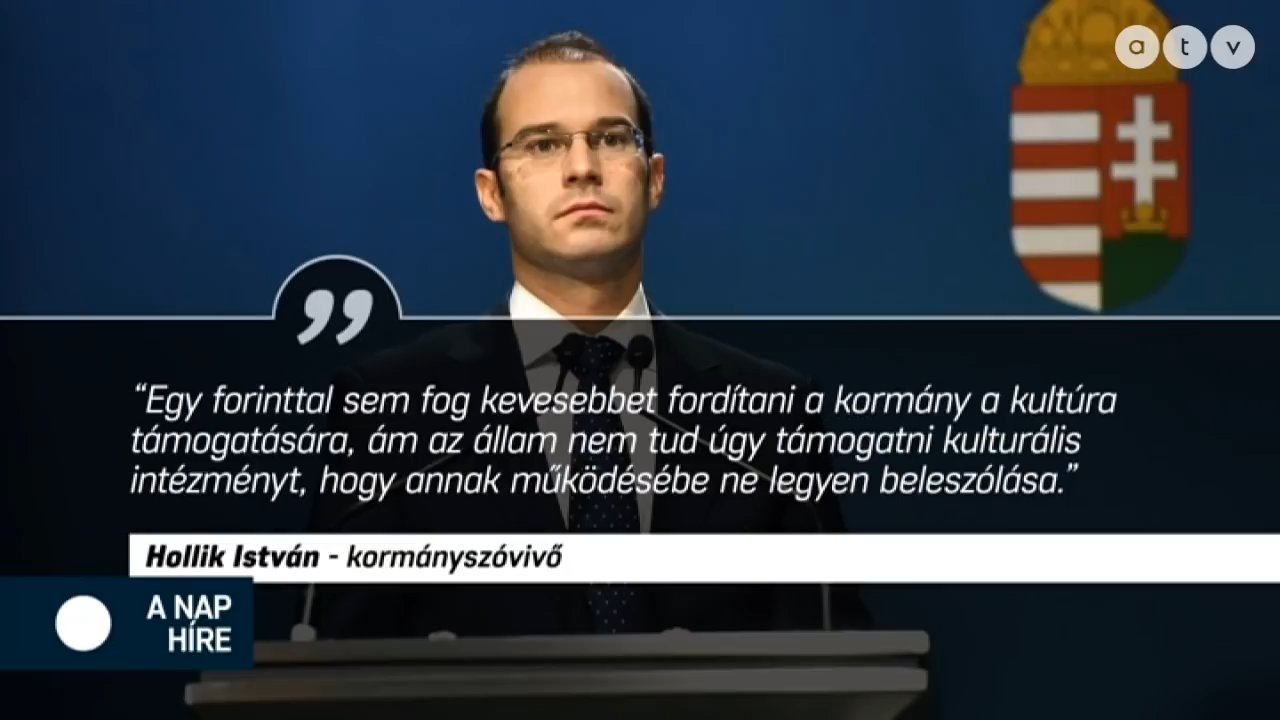 a t v
“Egy forinttal sem fog kevesebbet fordítani a kormány a kultúra
támogatására, ám az állam nem tud úgy támogatni kulturális
intézményt, hogy annak működésébe ne legyen beleszólása.”
Hollik István - kormányszóvivő
A NAP
HÍRE